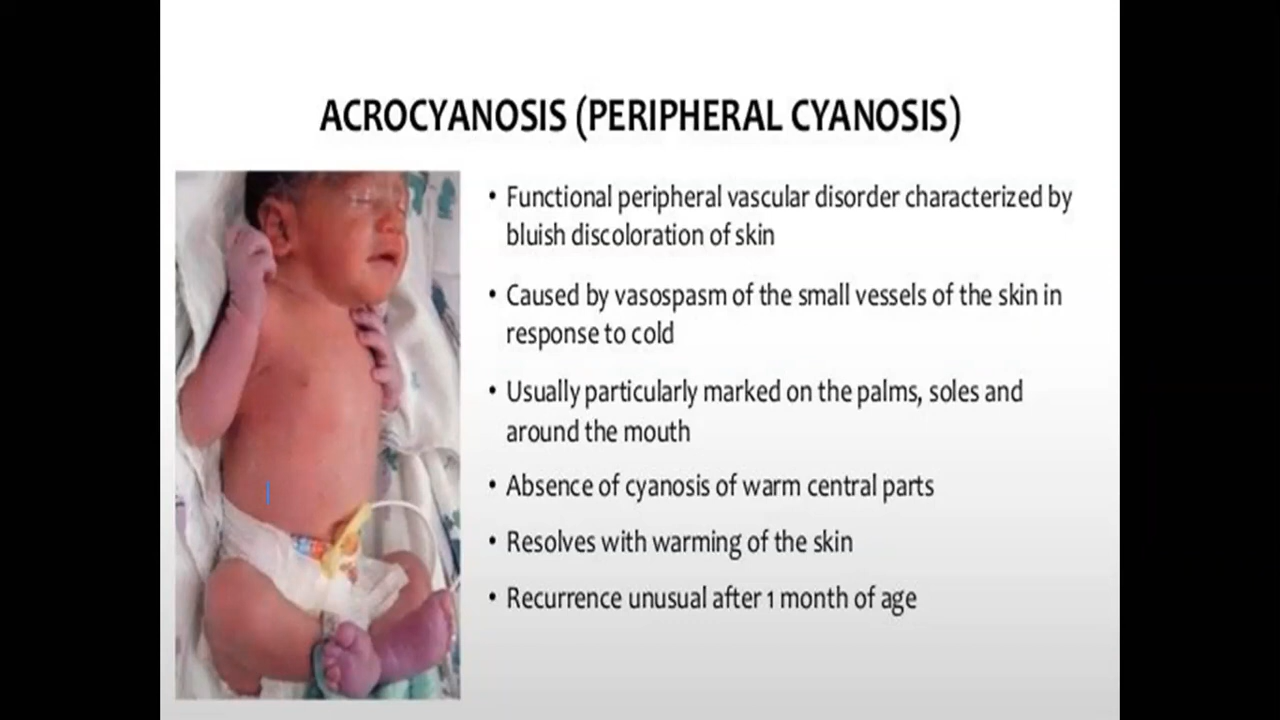 ACROCYANOSIS (PERIPHERAL CYANOSIS)
• Functional peripheral vascular disorder characterized by
bluish discoloration of skin
• Caused by vasospasm of the small vessels of the skin in
response to cold
• Usually particularly marked on the palms, soles and
around the mouth
• Absence of cyanosis of warm central parts
• Resolves with warming of the skin
• Recurrence unusual after 1 month of age